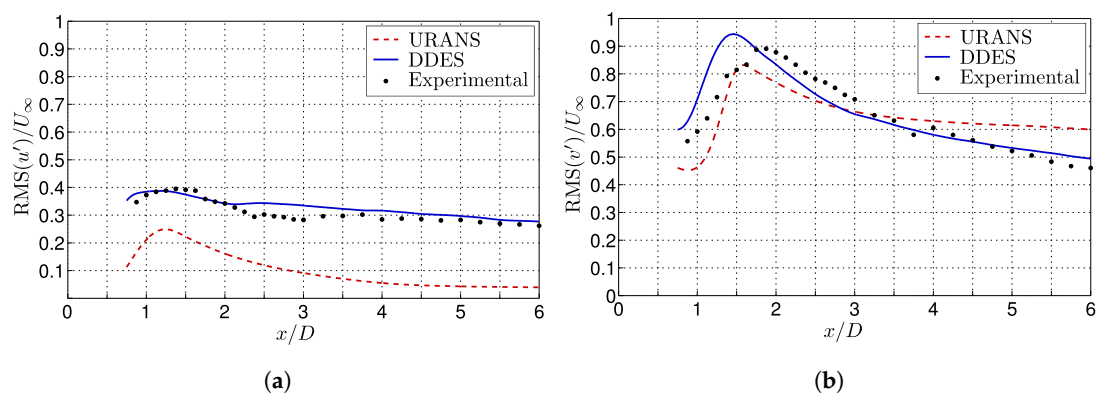 1
0.9
0.8
0.7
0.6
0.5
0.4
0.3
0.2
0.1
0 1 2 3 4 5 6
RMS(u′)/U∞
x/D
URANS
DDES
Experimental
(a)
1
0.9
0.8
0.7
0.6
0.5
0.4
0.3
0.2
0.1
0
0 1 2 3 4 5 6
RMS(v′)/U∞
x/D
URANS
DDES
Experimental
(b)